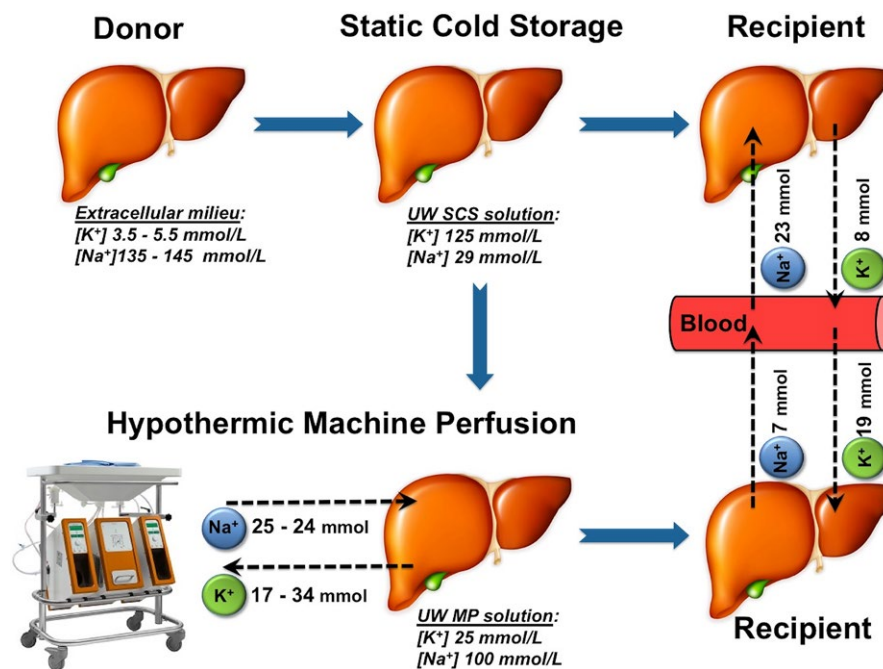 Donor
Static Cold Storage
Recipient
Extracellular milieu:
[K+] 3.5 - 5.5 mmol/L
[Na+]135 - 145 mmol/L
UW SCS solution:
[K+] 125 mmol/L
[Na+] 29 mmol/L
Na+ 23 mmol
K+ 8 mmol
Blood
Hypothermic Machine Perfusion
Na+ 7 mmol
K+ 19 mmol
Na+ 25 - 24 mmol
K+ 17 - 34 mmol
UW MP solution:
[K+] 25 mmol/L
[Na+] 100 mmol/L
Recipient